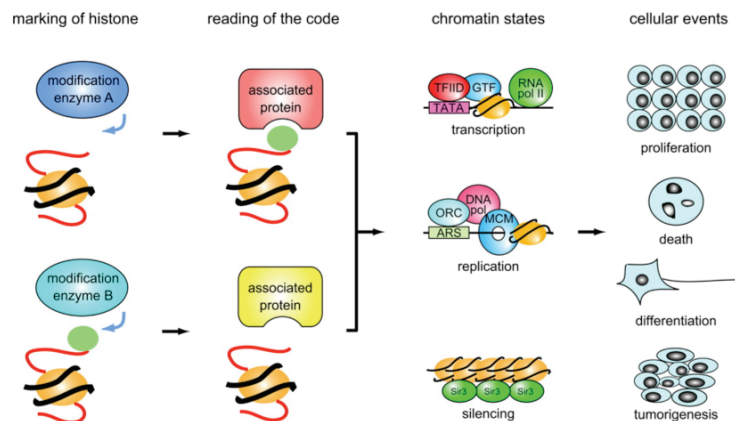 marking of histone
reading of the code
chromatin states
cellular events
modification
enzyme A
associated
protein
TFIID
GTF
RNA
pol II
TATA
transcription
proliferation
ORC
DNA
pol
MCM
ARS
replication
death
modification
enzyme B
associated
protein
differentiation
Sir3
Sir3
Sir3
silencing
tumorigenesis